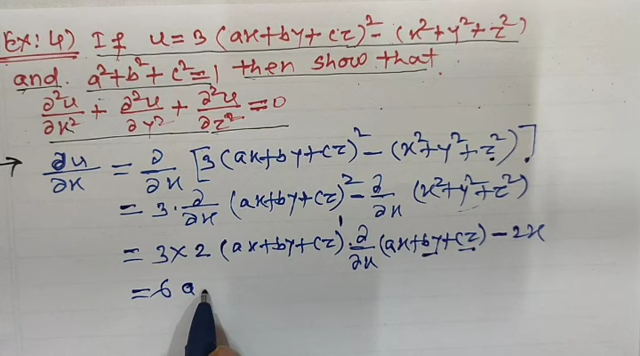 Ex: 4) If u = 3 (ax+by+cz)² - (x²+y²+z²)
and a²+b²+c²=1 then show that
∂²u/∂x² + ∂²u/∂y² + ∂²u/∂z² = 0
→ ∂u/∂x = ∂/∂x [3(ax+by+cz)² - (x²+y²+z²)]
= 3·∂/∂x (ax+by+cz)² - ∂/∂x (x²+y²+z²)
= 3×2 (ax+by+cz)¹·∂/∂x (ax+by+cz) - 2x
= 6 a